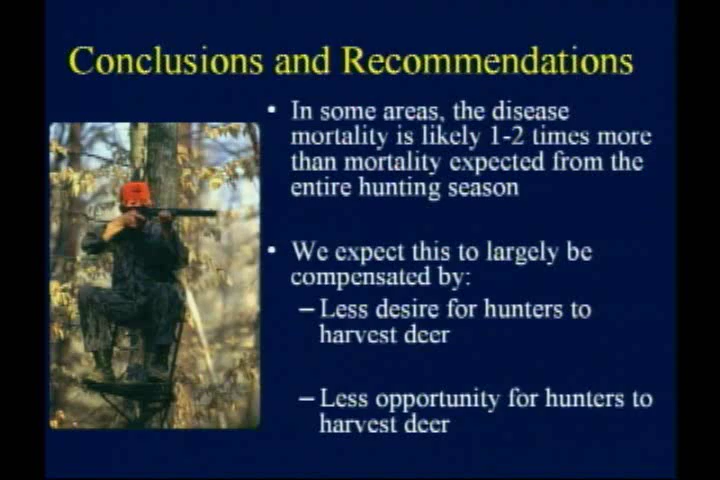 Conclusions and Recommendations
• In some areas, the disease
mortality is likely 1-2 times more
than mortality expected from the
entire hunting season
• We expect this to largely be
compensated by:
– Less desire for hunters to
harvest deer
– Less opportunity for hunters to
harvest deer